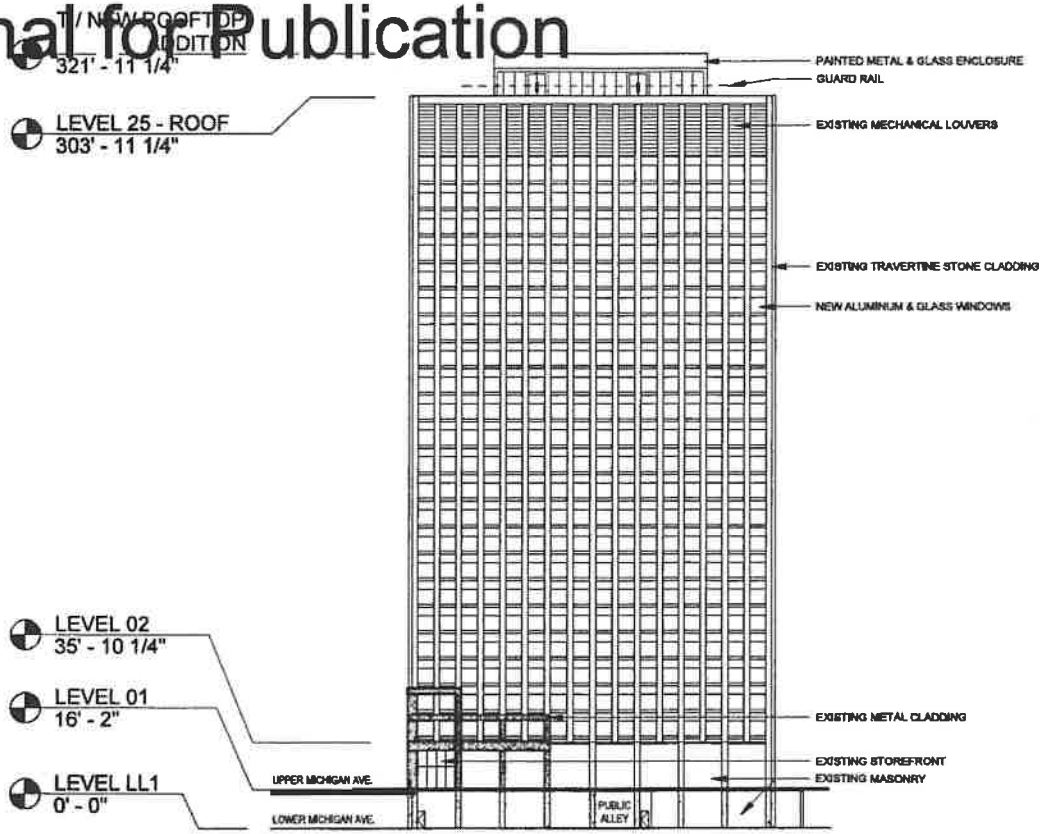 nal for Publication
T/ NEW ROOFTOP
ADDITION
321' - 11 1/4"
LEVEL 25 - ROOF
303' - 11 1/4"
PAINTED METAL & GLASS ENCLOSURE
GUARD RAIL
EXISTING MECHANICAL LOUVERS
EXISTING TRAVERTINE STONE CLADDING
NEW ALUMINUM & GLASS WINDOWS
LEVEL 02
35' - 10 1/4"
LEVEL 01
16' - 2"
LEVEL LL1
0' - 0"
EXISTING METAL CLADDING
EXISTING STOREFRONT
EXISTING MASONRY
UPPER MICHIGAN AVE.
LOWER MICHIGAN AVE.
PUBLIC
ALLEY